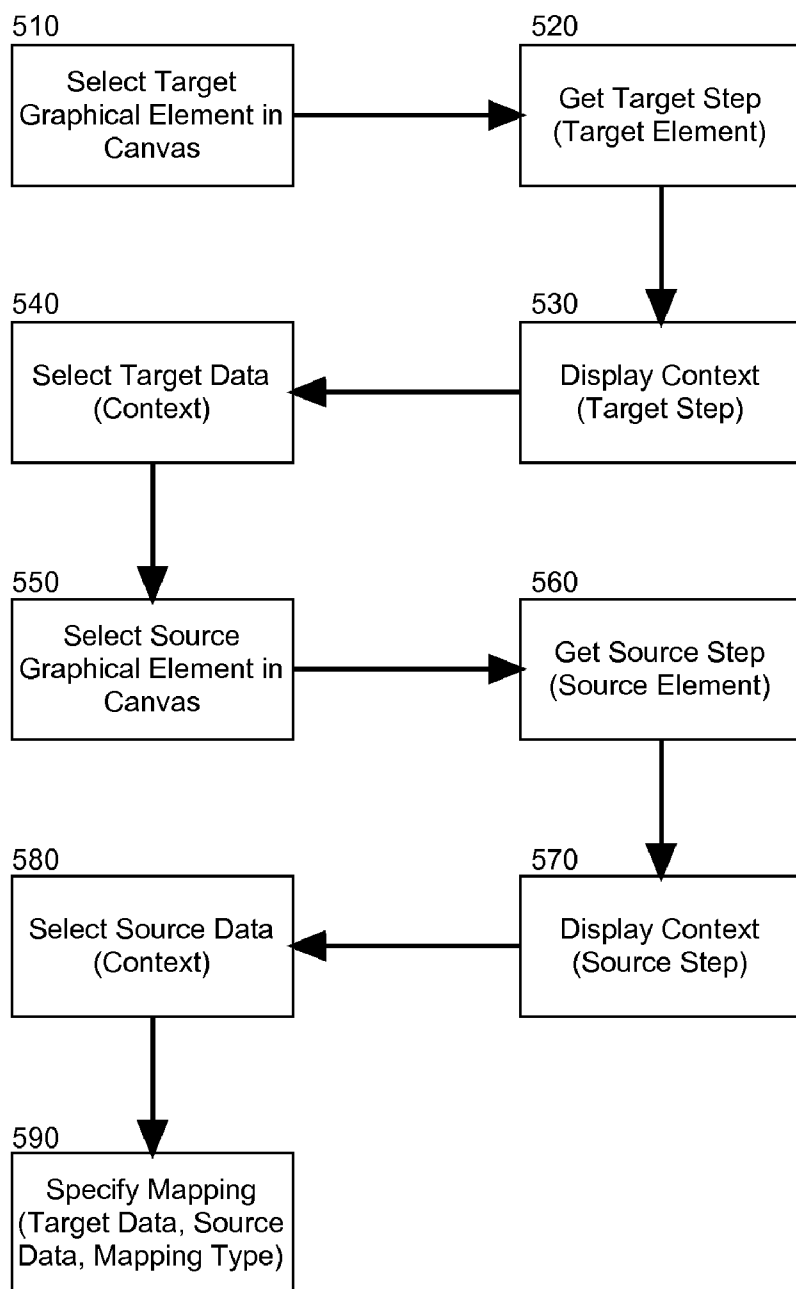 510
Select Target
Graphical Element in
Canvas
520
Get Target Step
(Target Element)
540
Select Target Data
(Context)
530
Display Context
(Target Step)
550
Select Source
Graphical Element in
Canvas
560
Get Source Step
(Source Element)
580
Select Source Data
(Context)
570
Display Context
(Source Step)
590
Specify Mapping
(Target Data, Source
Data, Mapping Type)